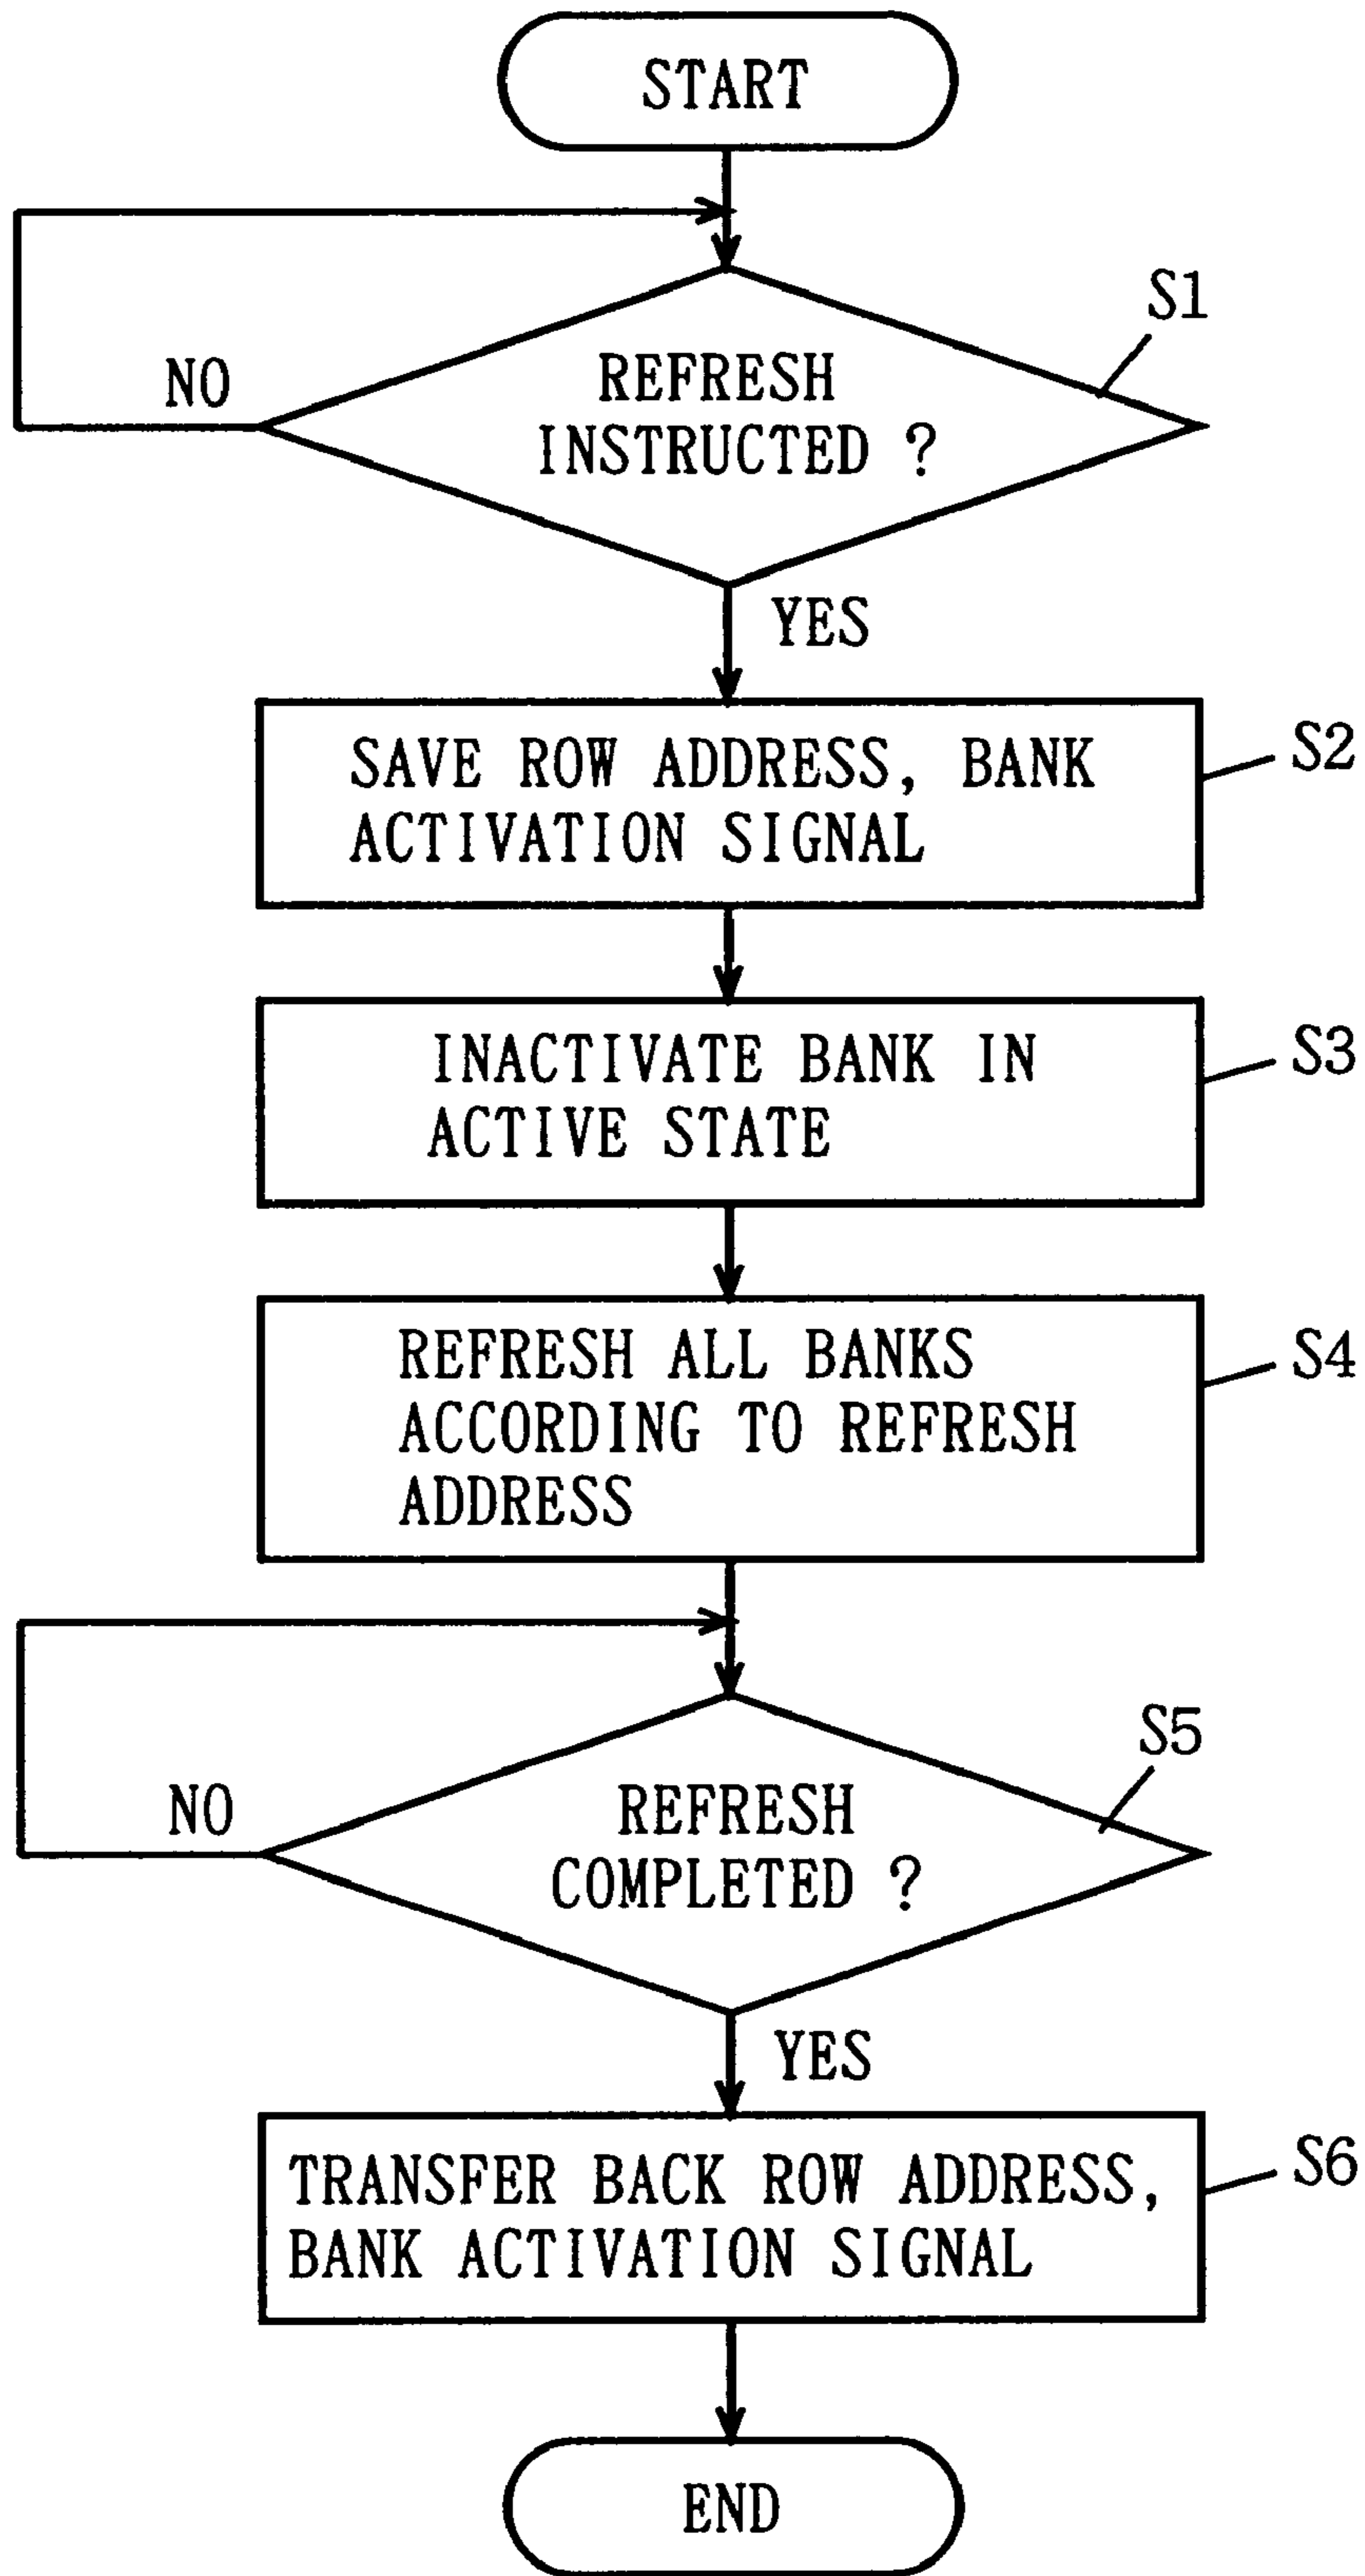 START
S1
NO
REFRESH
INSTRUCTED ?
YES
SAVE ROW ADDRESS, BANK
ACTIVATION SIGNAL
S2
INACTIVATE BANK IN
ACTIVE STATE
S3
REFRESH ALL BANKS
ACCORDING TO REFRESH
ADDRESS
S4
S5
NO
REFRESH
COMPLETED ?
YES
TRANSFER BACK ROW ADDRESS,
BANK ACTIVATION SIGNAL
S6
END